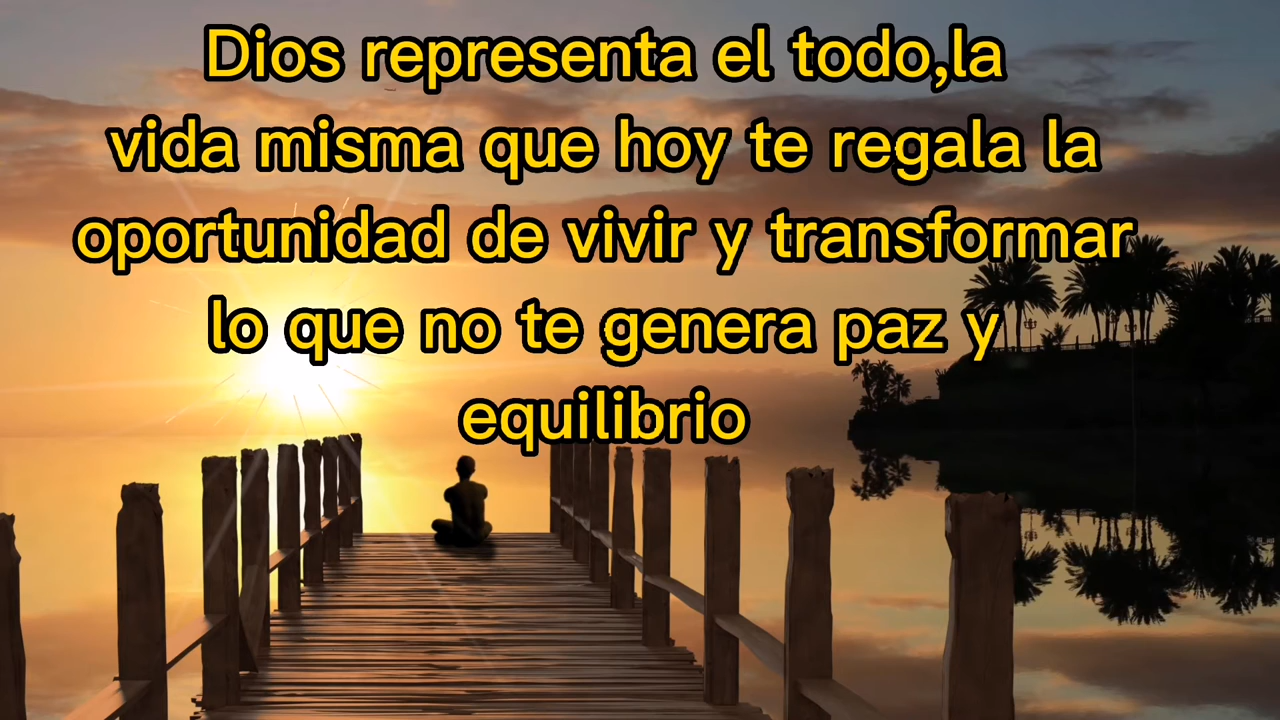 Dios representa el todo,la
vida misma que hoy te regala la
oportunidad de vivir y transformar
lo que no te genera paz y
equilibrio